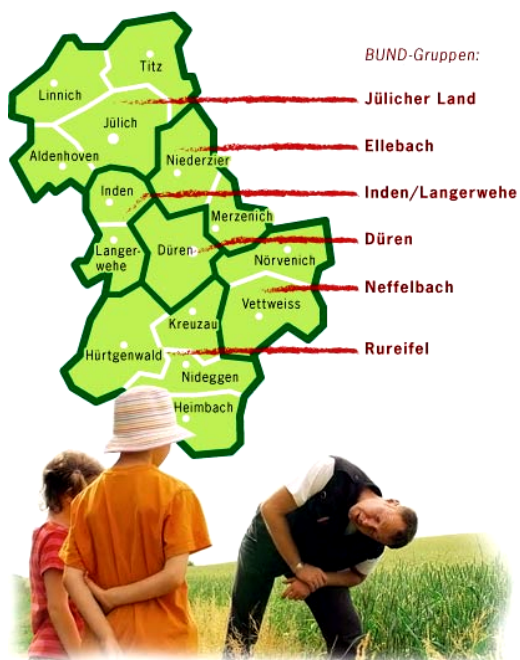 BUND-Gruppen:
Titz
Linnich
Jülicher Land
Jülich
Aldenhoven
Ellebach
Niederzier
Inden
Inden/Langerwehe
Merzenich
Langer-
wehe
Düren
Düren
Nörvenich
Neffelbach
Vettweiss
Kreuzau
Hürtgenwald
Rureifel
Nideggen
Heimbach